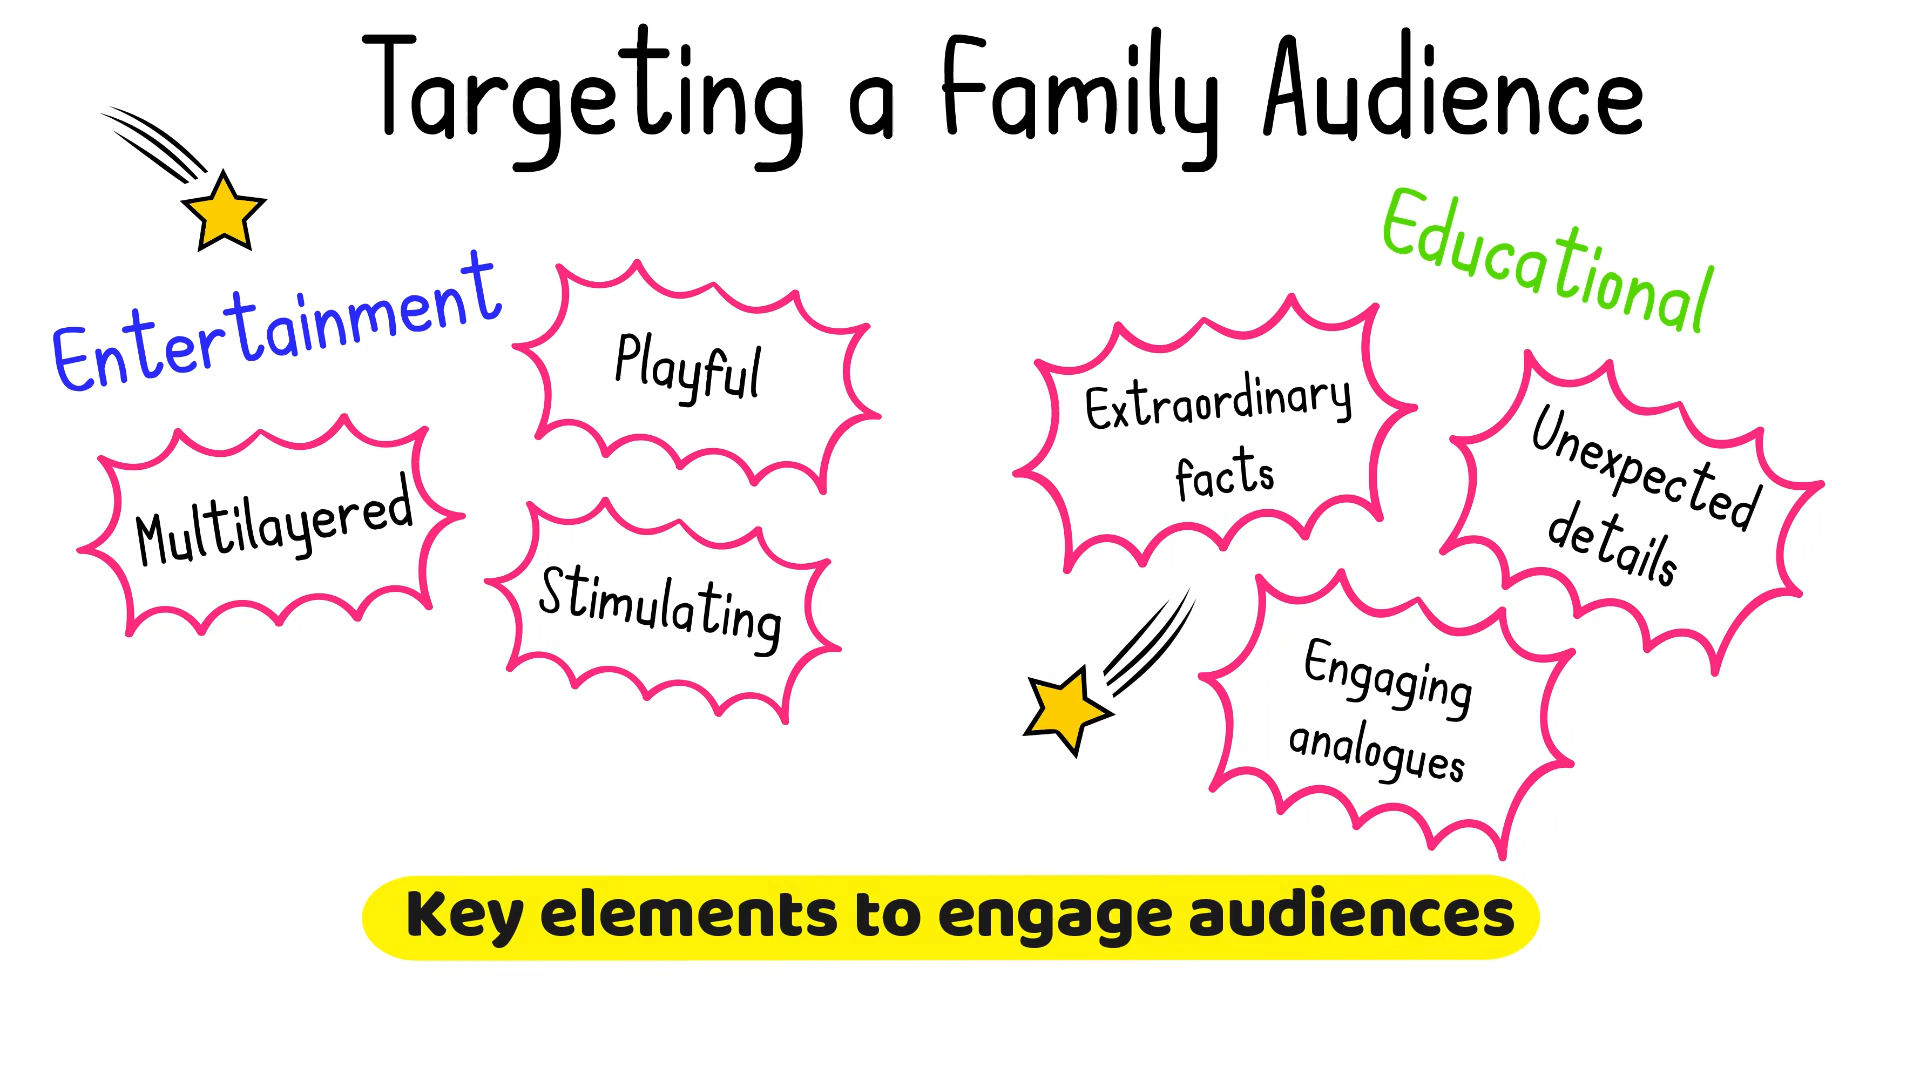 Targeting a Family Audience
Entertainment
Playful
Multilayered
Stimulating
Educational
Extraordinary
facts
Unexpected
details
Engaging
analogues
Key elements to engage audiences